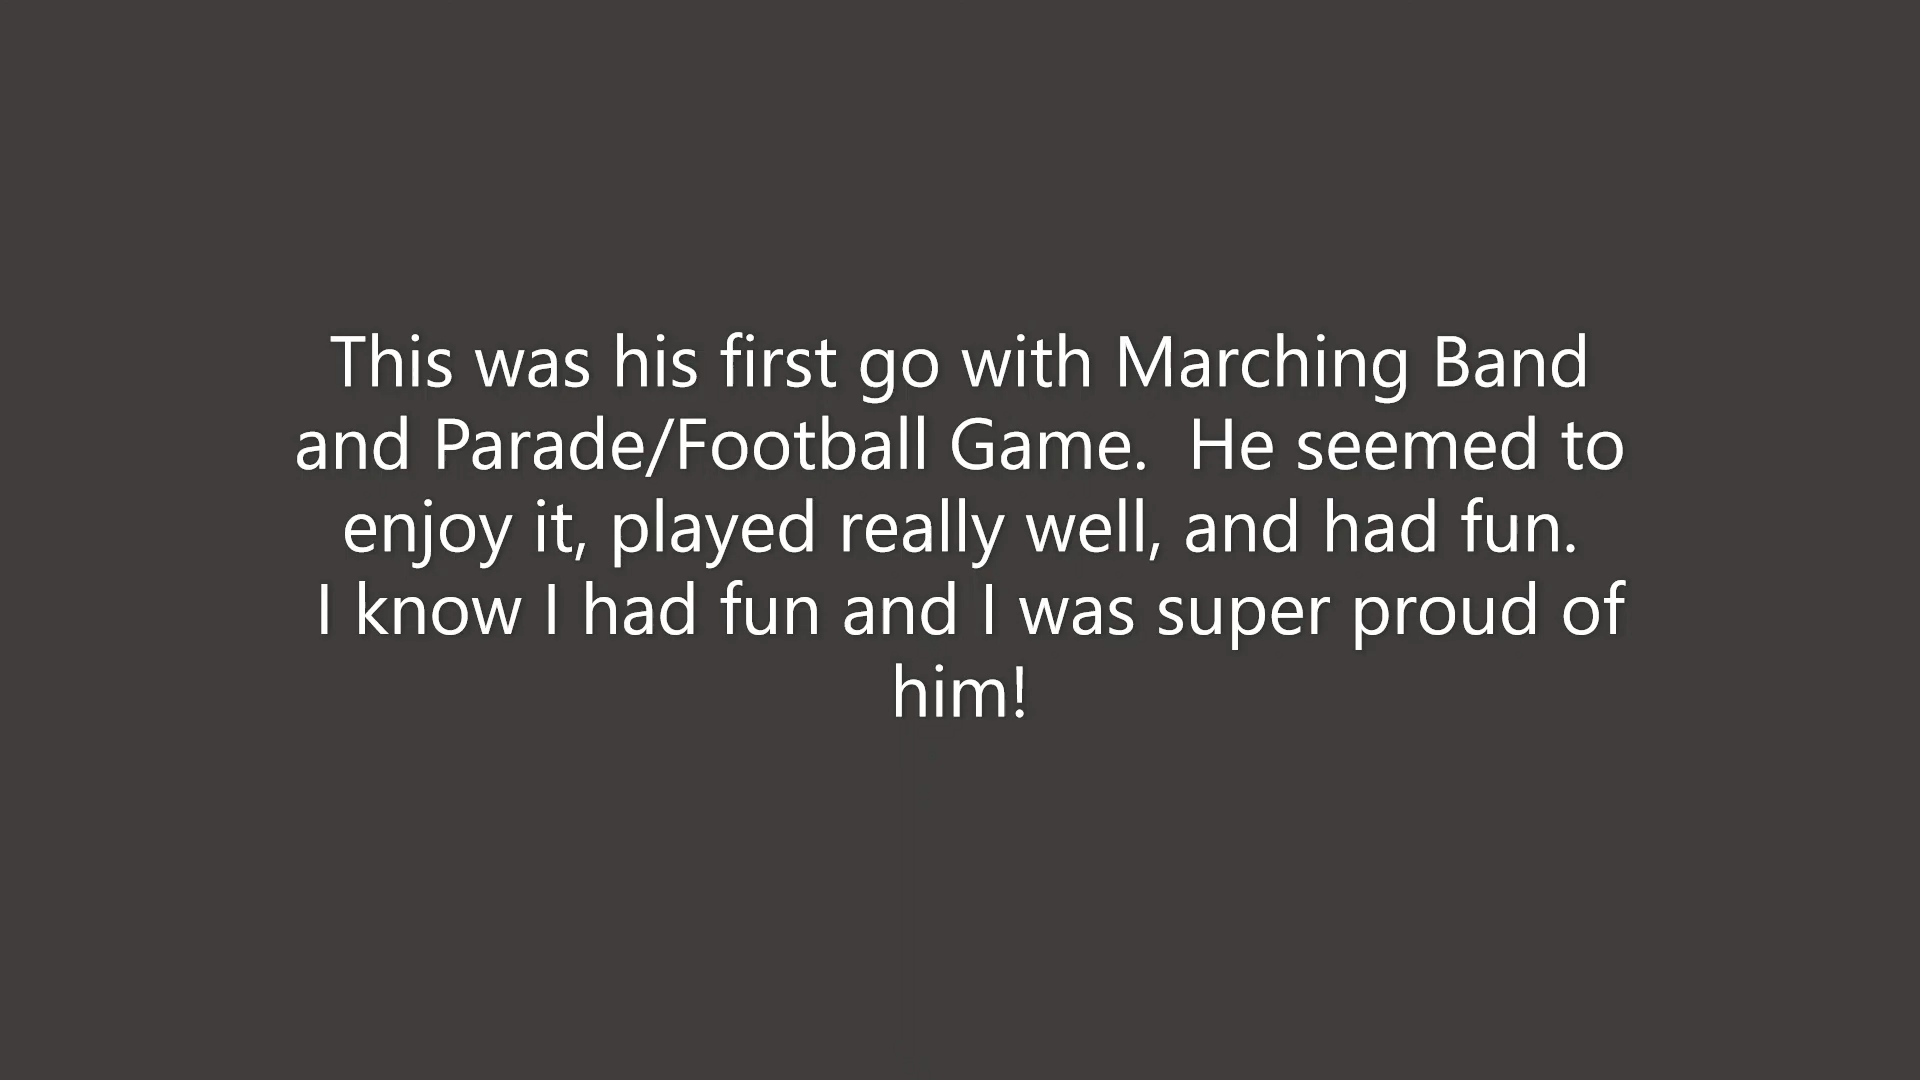 This was his first go with Marching Band
and Parade/Football Game.  He seemed to
enjoy it, played really well, and had fun.
I know I had fun and I was super proud of
him!